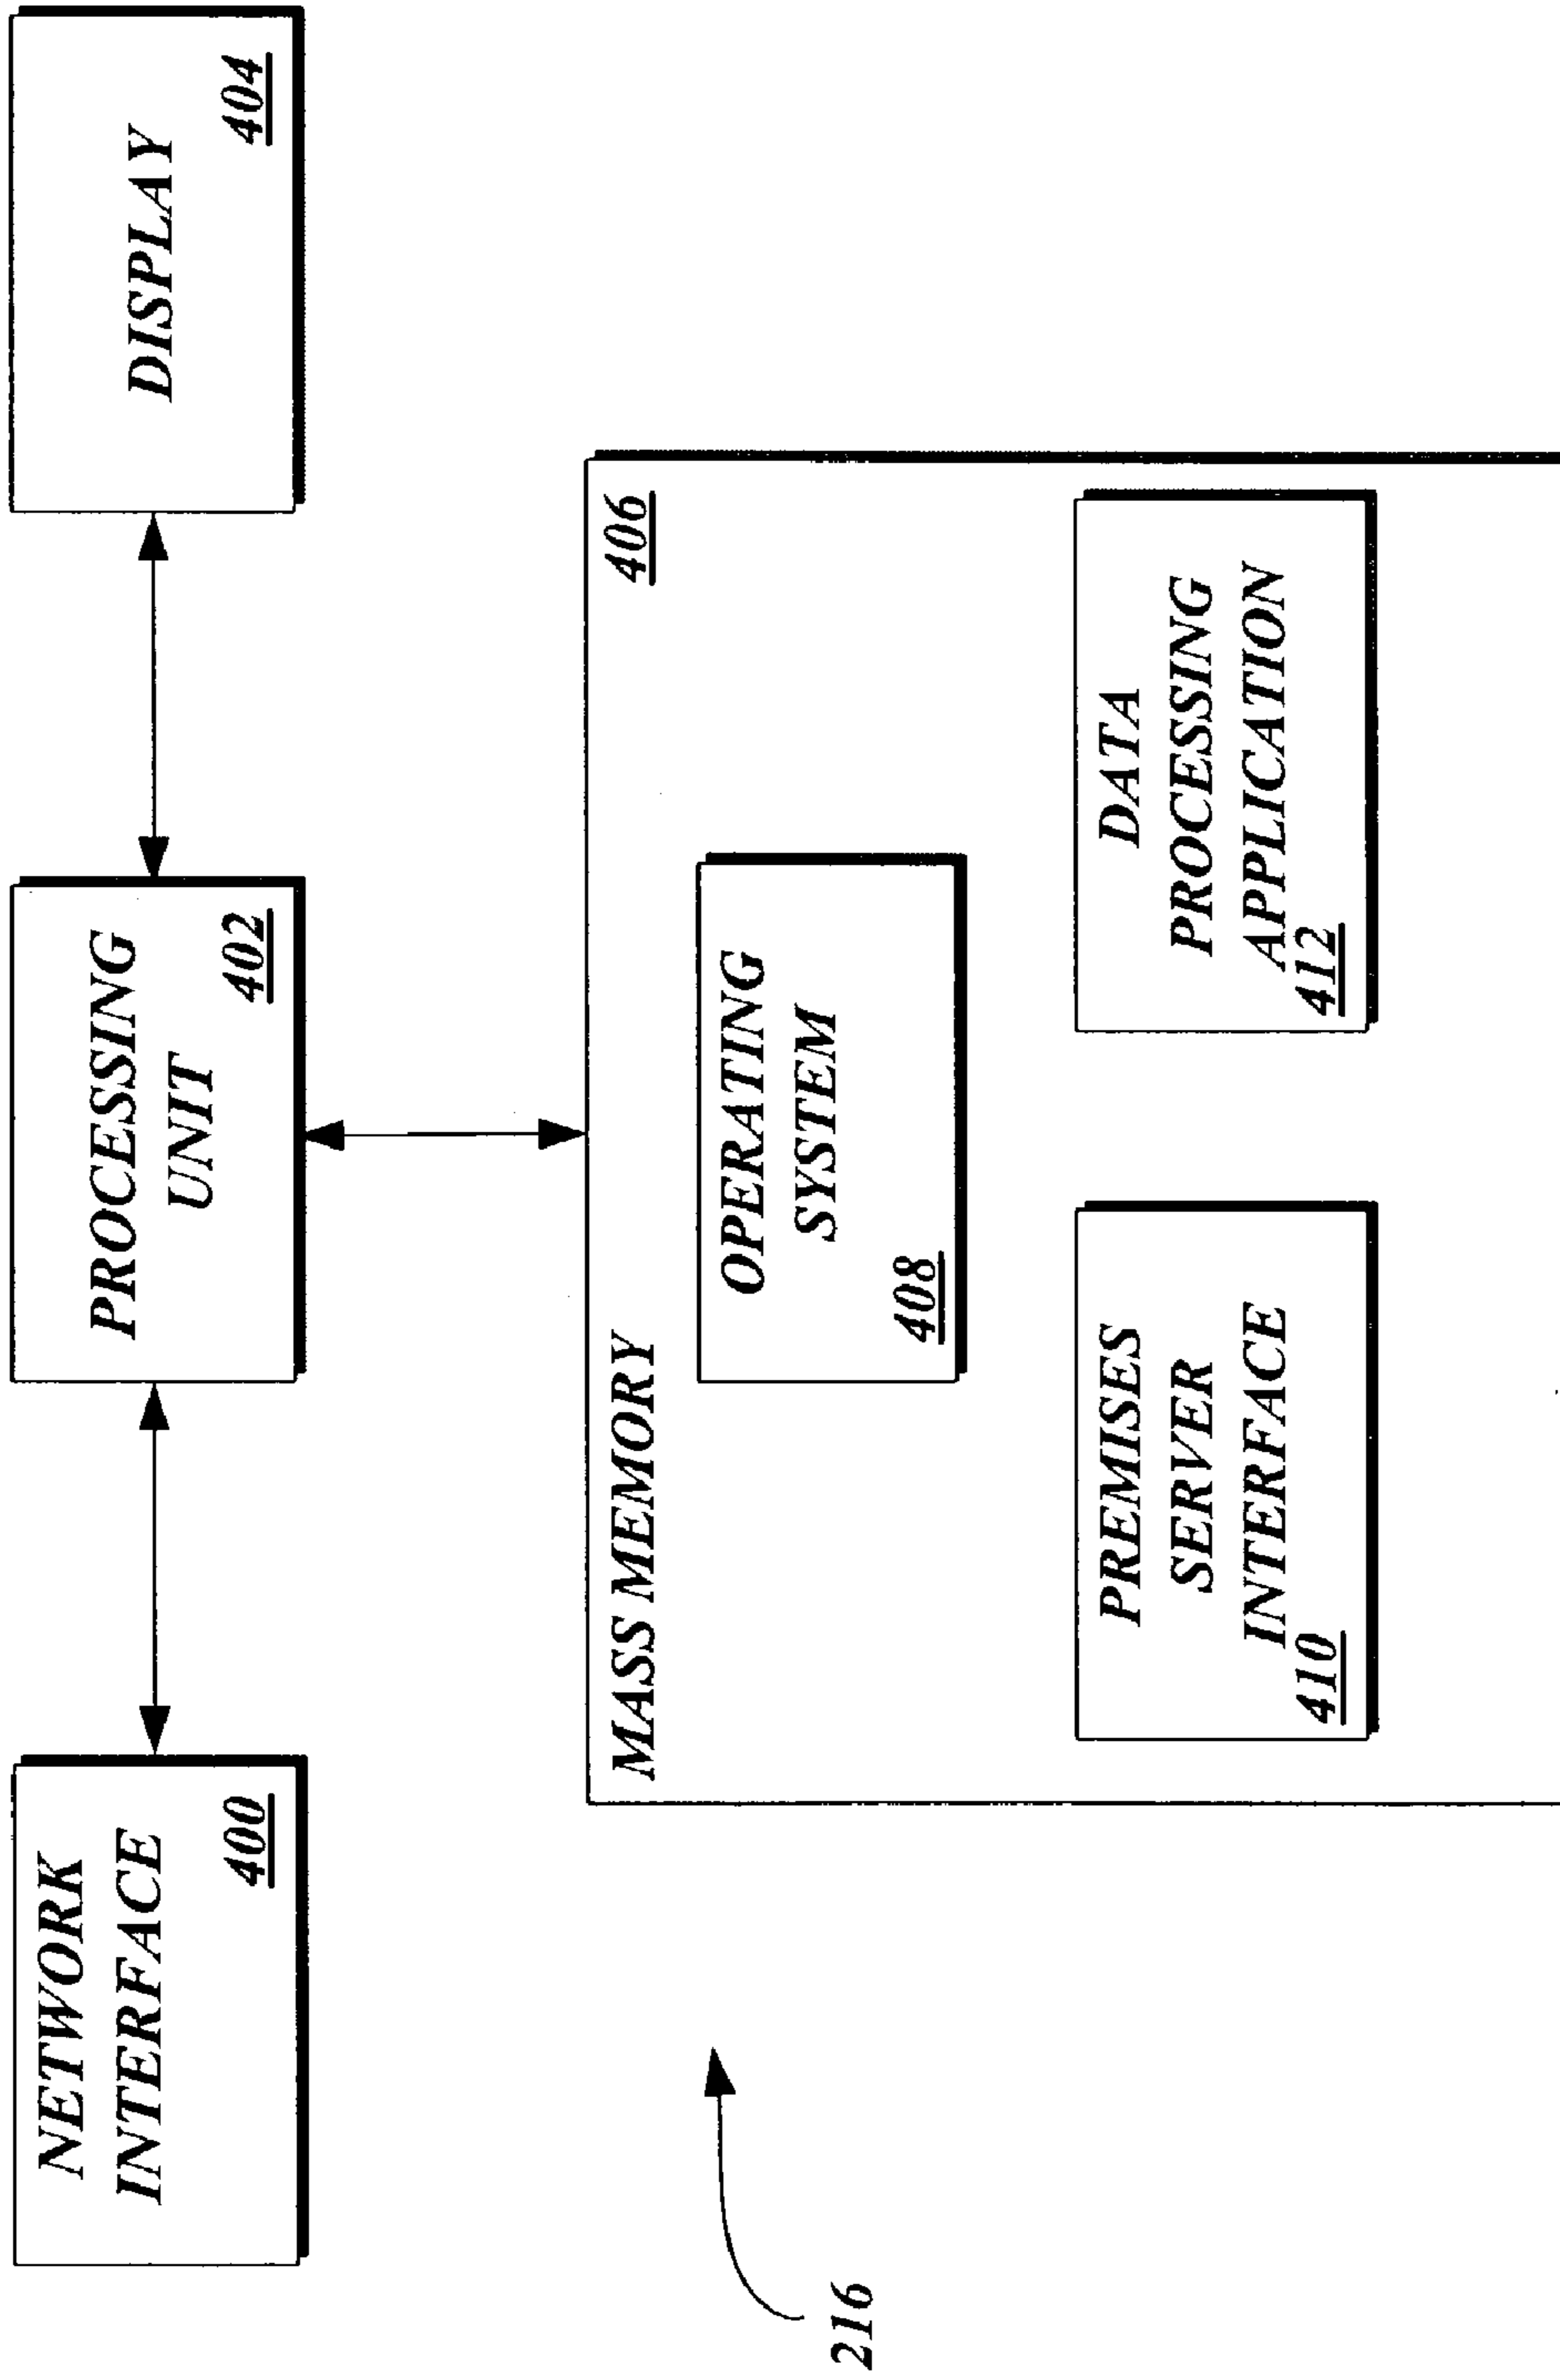 NETWORK
INTERFACE
400
PROCESSING
UNIT
402
DISPLAY
404
MASS MEMORY
406
OPERATING
SYSTEM
408
PREMISES
SERVER
INTERFACE
410
DATA
PROCESSING
APPLICATION
412
216